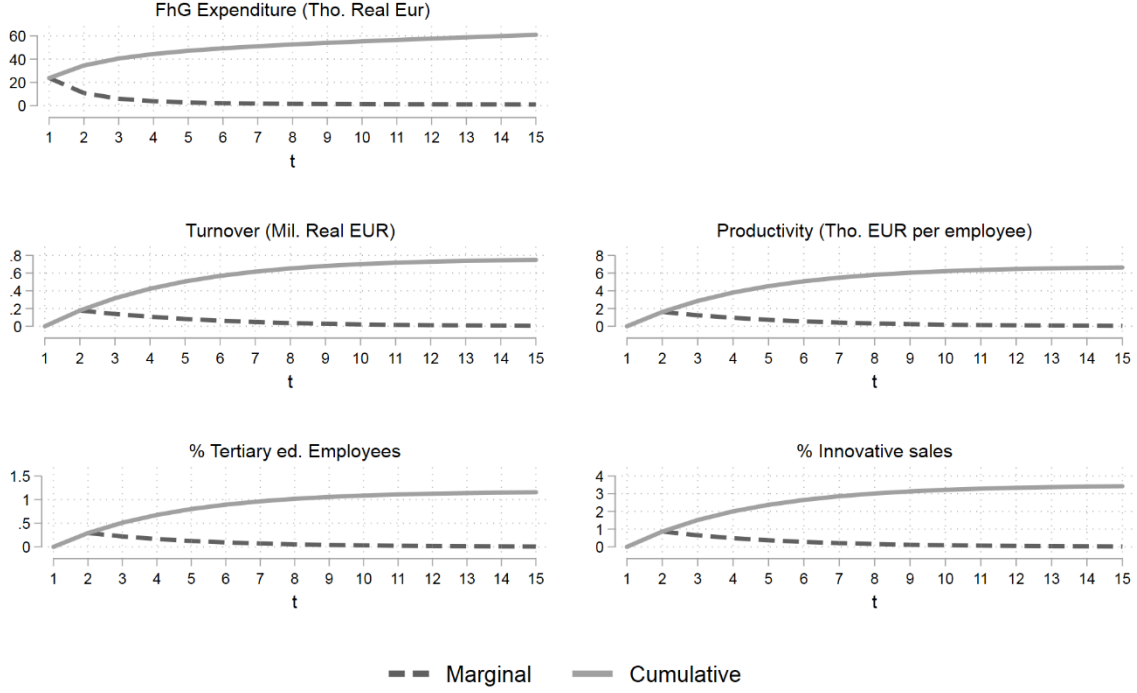 FhG Expenditure (Tho. Real Eur)
60
40
20
0
1 2 3 4 5 6 7 8 9 10 11 12 13 14 15
t
Turnover (Mil. Real EUR)
.8
.6
.4
.2
0
1 2 3 4 5 6 7 8 9 10 11 12 13 14 15
t
Productivity (Tho. EUR per employee)
8
6
4
2
0
1 2 3 4 5 6 7 8 9 10 11 12 13 14 15
t
% Tertiary ed. Employees
1.5
1
.5
0
1 2 3 4 5 6 7 8 9 10 11 12 13 14 15
t
% Innovative sales
4
3
2
1
0
1 2 3 4 5 6 7 8 9 10 11 12 13 14 15
t
Marginal Cumulative